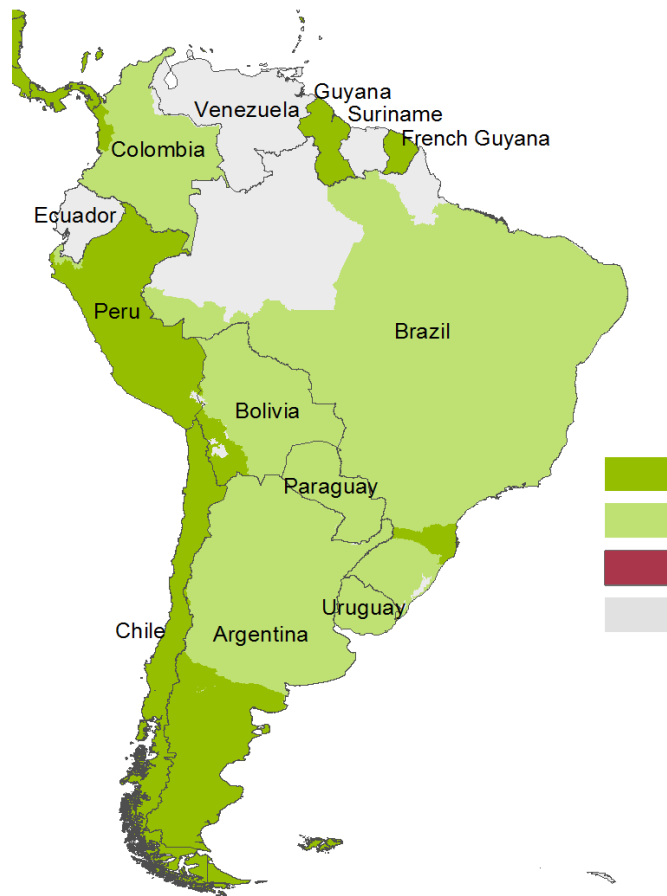 Guyana
Venezuela
Suriname
French Guyana
Colombia
Ecuador
Peru
Brazil
Bolivia
Paraguay
Uruguay
Chile
Argentina